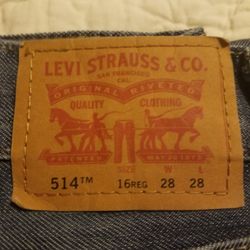 LEVI STRAUSS & CO.
SAN FRANCISCO
CAL.
ORIGINAL RIVETED
QUALITY CLOTHING
PATENTED MAY 20 1873
SIZE W L
514™ 16REG 28 28